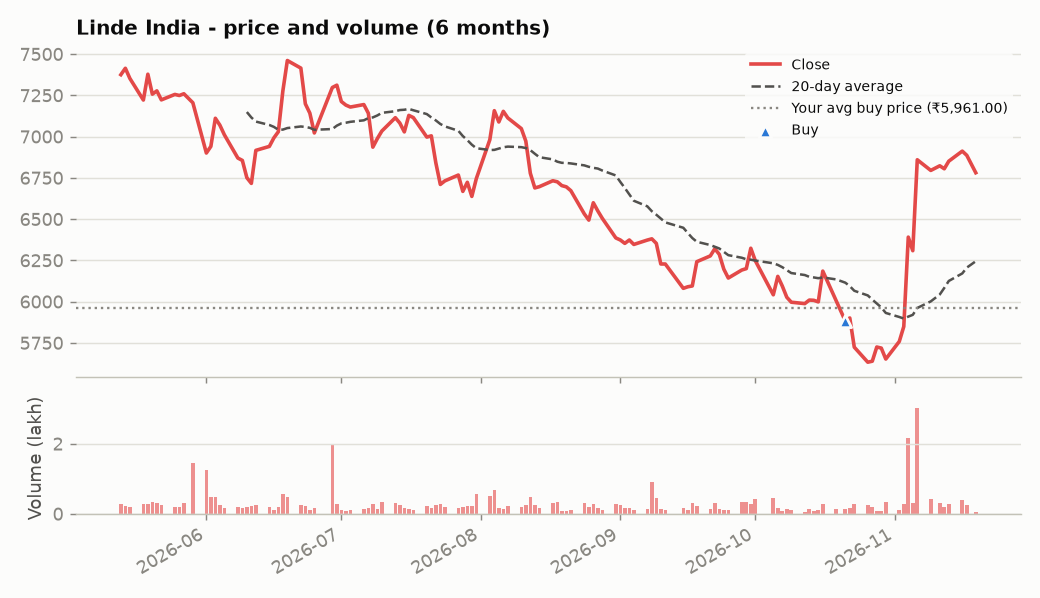 Linde India - price and volume (6 months)
7500
7250
7000
6750
6500
6250
6000
5750
Close
20-day average
Your avg buy price (₹5,961.00)
Buy
Volume (lakh)
2
0
2026-06
2026-07
2026-08
2026-09
2026-10
2026-11